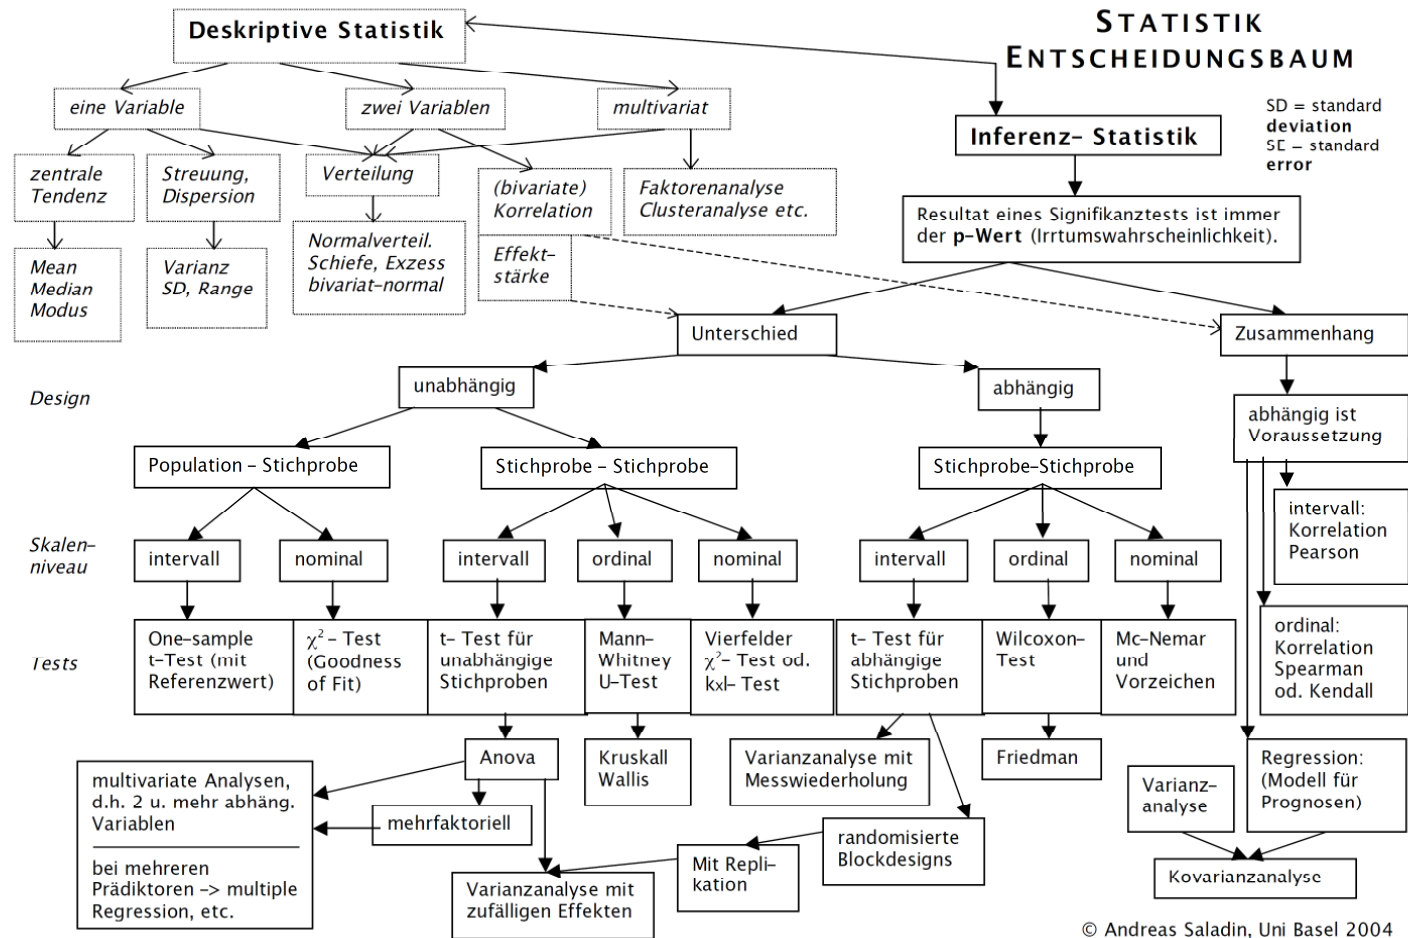 STATISTIK
ENTSCHEIDUNGSBAUM
Deskriptive Statistik
eine Variable
zwei Variablen
multivariat
SD = standard
deviation
SE = standard
error
Inferenz- Statistik
zentrale
Tendenz
Streuung,
Dispersion
Verteilung
(bivariate)
Korrelation
Faktorenanalyse
Clusteranalyse etc.
Resultat eines Signifikanztests ist immer
der p-Wert (Irrtumswahrscheinlichkeit).
Mean
Median
Modus
Varianz
SD, Range
Normalverteil.
Schiefe, Exzess
bivariat-normal
Effekt-
stärke
Unterschied
Zusammenhang
Design
unabhängig
abhängig
abhängig ist
Voraussetzung
Population - Stichprobe
Stichprobe - Stichprobe
Stichprobe-Stichprobe
intervall:
Korrelation
Pearson
Skalen-
niveau
intervall
nominal
intervall
ordinal
nominal
intervall
ordinal
nominal
Tests
One-sample
t-Test (mit
Referenzwert)
χ²- Test
(Goodness
of Fit)
t- Test für
unabhängige
Stichproben
Mann-
Whitney
U-Test
Vierfelder
χ²- Test od.
kxl- Test
t- Test für
abhängige
Stichproben
Wilcoxon-
Test
Mc-Nemar
und
Vorzeichen
ordinal:
Korrelation
Spearman
od. Kendall
Anova
Kruskall
Wallis
Varianzanalyse mit
Messwiederholung
Friedman
Varianz-
analyse
Regression:
(Modell für
Prognosen)
multivariate Analysen,
d.h. 2 u. mehr abhäng.
Variablen
bei mehreren
Prädiktoren -> multiple
Regression, etc.
mehrfaktoriell
randomisierte
Blockdesigns
Mit Repli-
kation
Varianzanalyse mit
zufälligen Effekten
Kovarianzanalyse
© Andreas Saladin, Uni Basel 2004